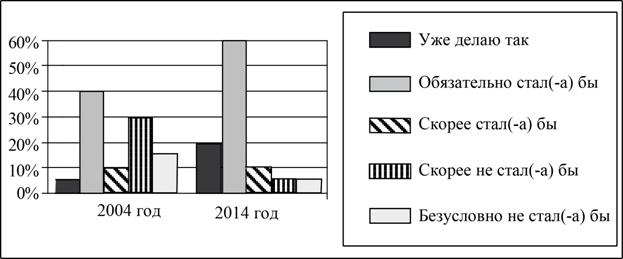 60%
50%
40%
30%
20%
10%
0%
2004 год
2014 год
Уже делаю так
Обязательно стал(-а) бы
Скорее стал(-а) бы
Скорее не стал(-а) бы
Безусловно не стал(-а) бы